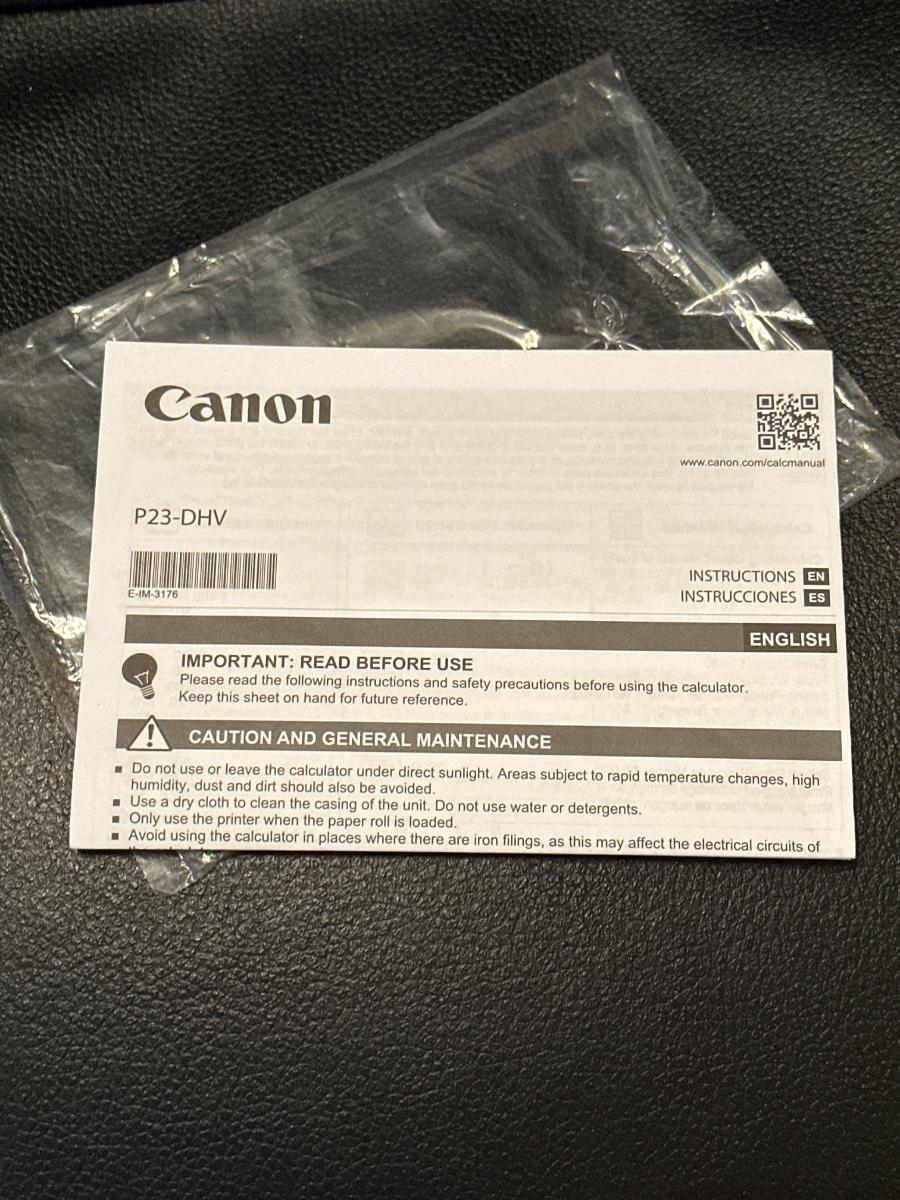 Canon
www.canon.com/calcmanual
P23-DHV
E-IM-3176
INSTRUCTIONS EN
INSTRUCCIONES ES
ENGLISH
IMPORTANT: READ BEFORE USE
Please read the following instructions and safety precautions before using the calculator.
Keep this sheet on hand for future reference.
CAUTION AND GENERAL MAINTENANCE
▪ Do not use or leave the calculator under direct sunlight. Areas subject to rapid temperature changes, high
humidity, dust and dirt should also be avoided.
▪ Use a dry cloth to clean the casing of the unit. Do not use water or detergents.
▪ Only use the printer when the paper roll is loaded.
▪ Avoid using the calculator in places where there are iron filings, as this may affect the electrical circuits of